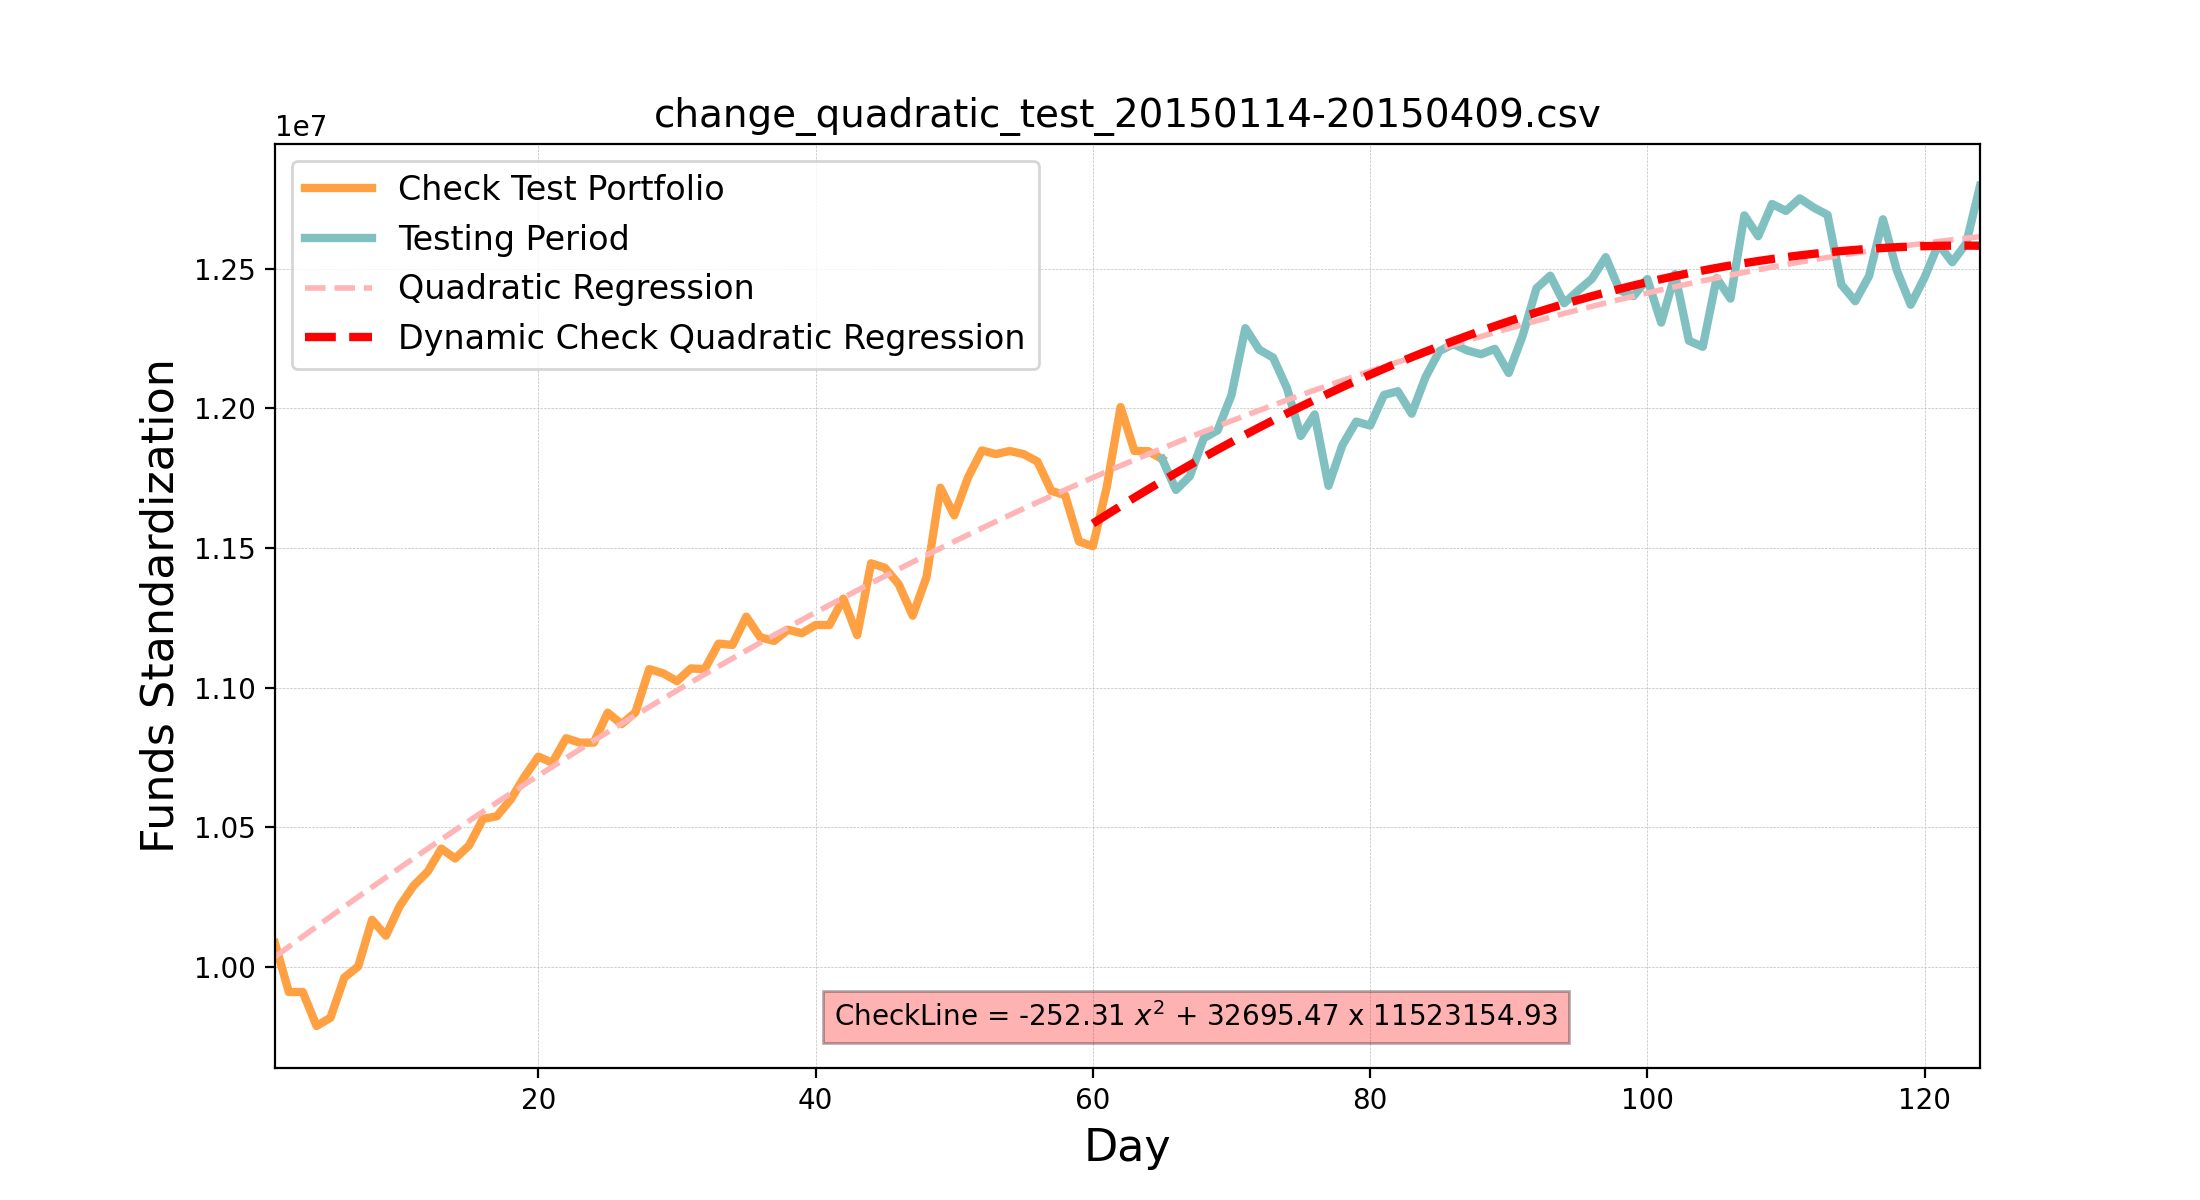 change_quadratic_test_20150114-20150409.csv
1e7
Check Test Portfolio
Testing Period
Quadratic Regression
Dynamic Check Quadratic Regression
Funds Standardization
1.25
1.20
1.15
1.10
1.05
1.00
CheckLine = -252.31 x² + 32695.47 x 11523154.93
20 40 60 80 100 120
Day